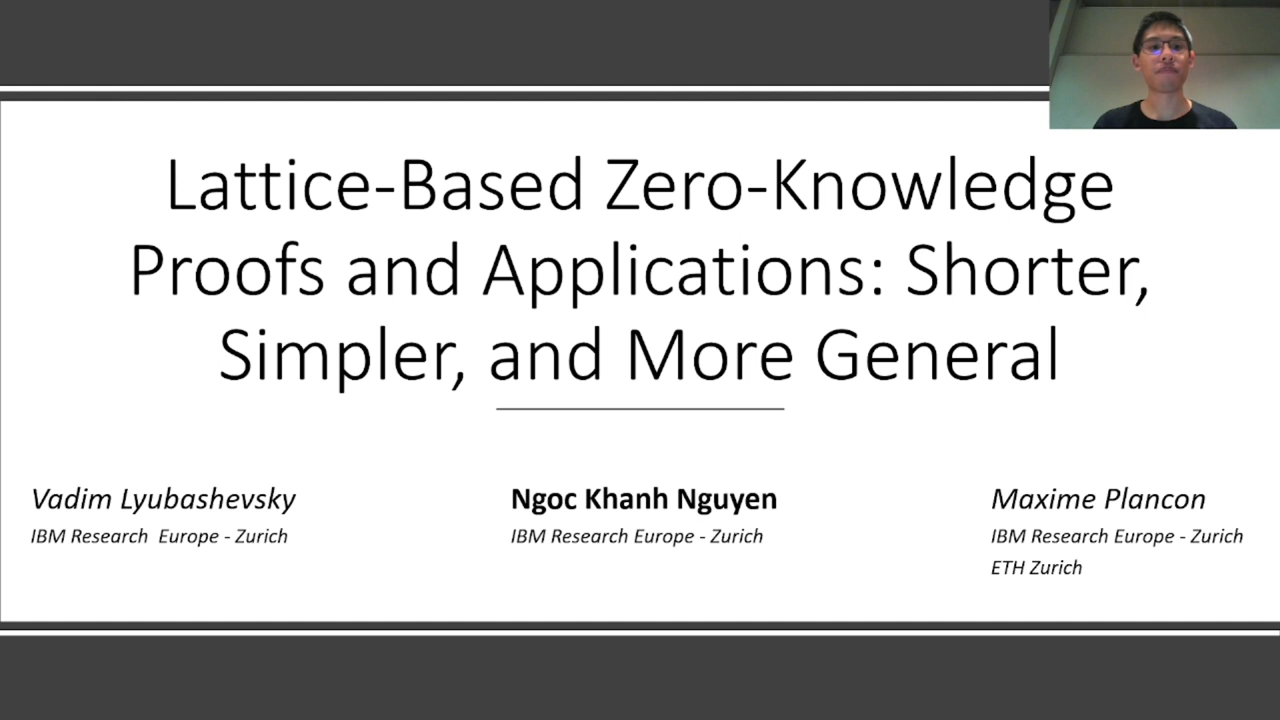 Lattice-Based Zero-Knowledge
Proofs and Applications: Shorter,
Simpler, and More General
Vadim Lyubashevsky
IBM Research Europe - Zurich
Ngoc Khanh Nguyen
IBM Research Europe - Zurich
Maxime Plancon
IBM Research Europe - Zurich
ETH Zurich